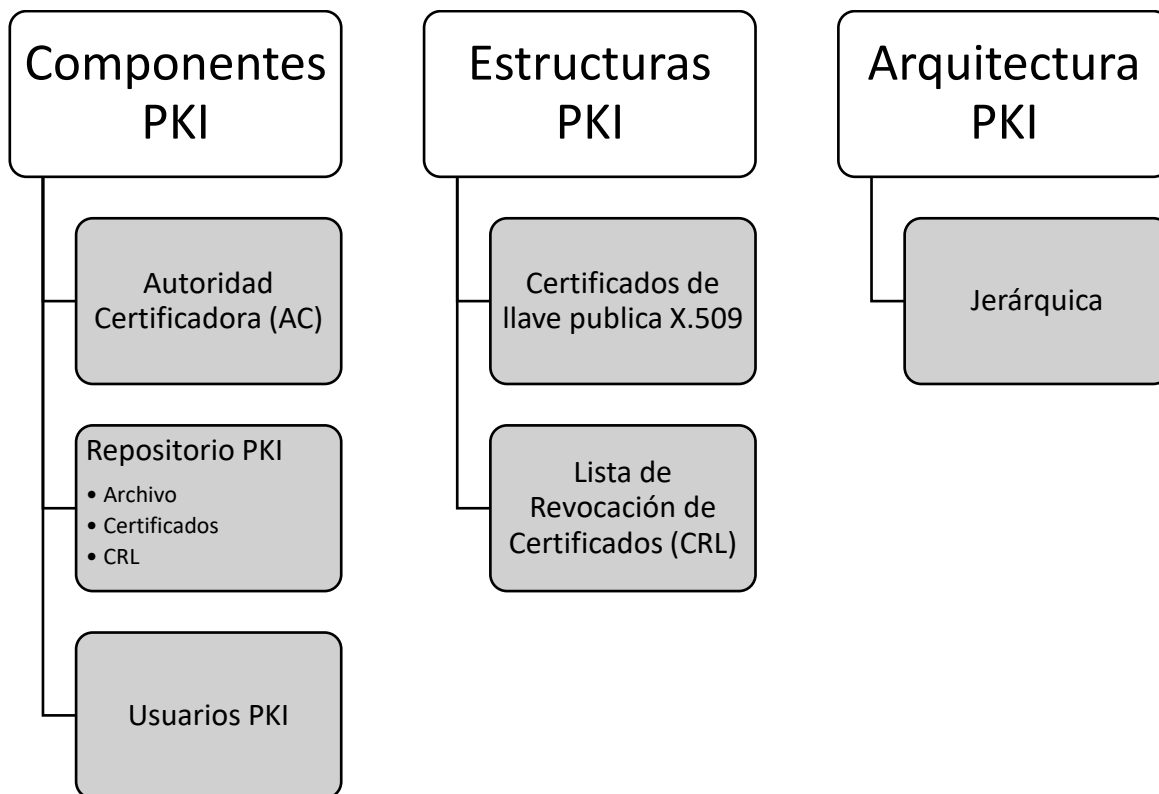 Componentes
PKI
Autoridad
Certificadora (AC)
Repositorio PKI
• Archivo
• Certificados
• CRL
Usuarios PKI
Estructuras
PKI
Certificados de
llave publica X.509
Lista de
Revocación de
Certificados (CRL)
Arquitectura
PKI
Jerárquica